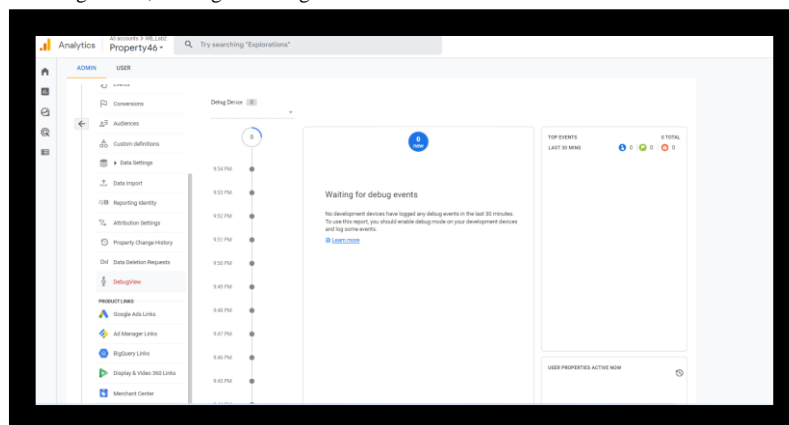 All accounts > WB_Lab2
Analytics
Property46
Try searching "Explorations"
ADMIN
USER
Conversions
Audiences
Custom definitions
Data Settings
Data Import
Reporting Identity
Attribution Settings
Property Change History
Data Deletion Requests
DebugView
PRODUCT LINKS
Google Ads Links
Ad Manager Links
BigQuery Links
Display & Video 360 Links
Merchant Center
Debug Device 0
0
9:54 PM
9:53 PM
9:52 PM
9:51 PM
9:50 PM
9:49 PM
9:48 PM
9:47 PM
9:46 PM
9:45 PM
0
new
Waiting for debug events
No development devices have logged any debug events in the last 30 minutes.
To use this report, you should enable debug mode on your development devices
and log some events.
Learn more
TOP EVENTS
0 TOTAL
LAST 30 MINS
0 0 0
USER PROPERTIES ACTIVE NOW